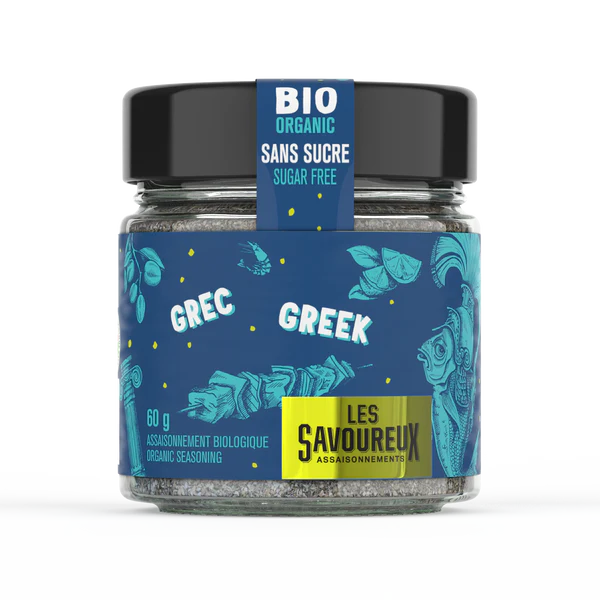 BIO
ORGANIC
SANS SUCRE
SUGAR FREE
GREC GREEK
60 g
ASSAISONNEMENT BIOLOGIQUE
ORGANIC SEASONING
LES
SAVOUREUX
ASSAISONNEMENTS